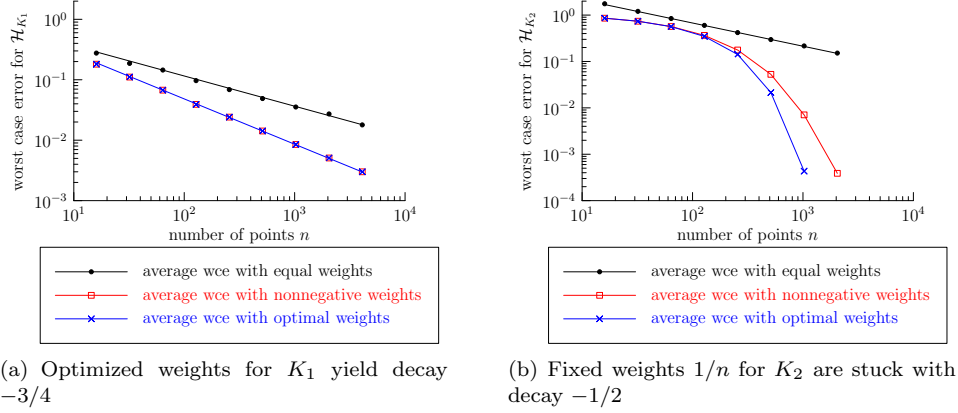 worst case error for $\mathcal{H}_{K_1}$
10^0
10^{-1}
10^{-2}
10^{-3}
10^1 10^2 10^3 10^4
number of points n
average wce with equal weights
average wce with nonnegative weights
average wce with optimal weights
(a) Optimized weights for K_1 yield decay
−3/4
worst case error for $\mathcal{H}_{K_2}$
10^0
10^{-1}
10^{-2}
10^{-3}
10^{-4}
10^1 10^2 10^3 10^4
number of points n
average wce with equal weights
average wce with nonnegative weights
average wce with optimal weights
(b) Fixed weights 1/n for K_2 are stuck with
decay −1/2